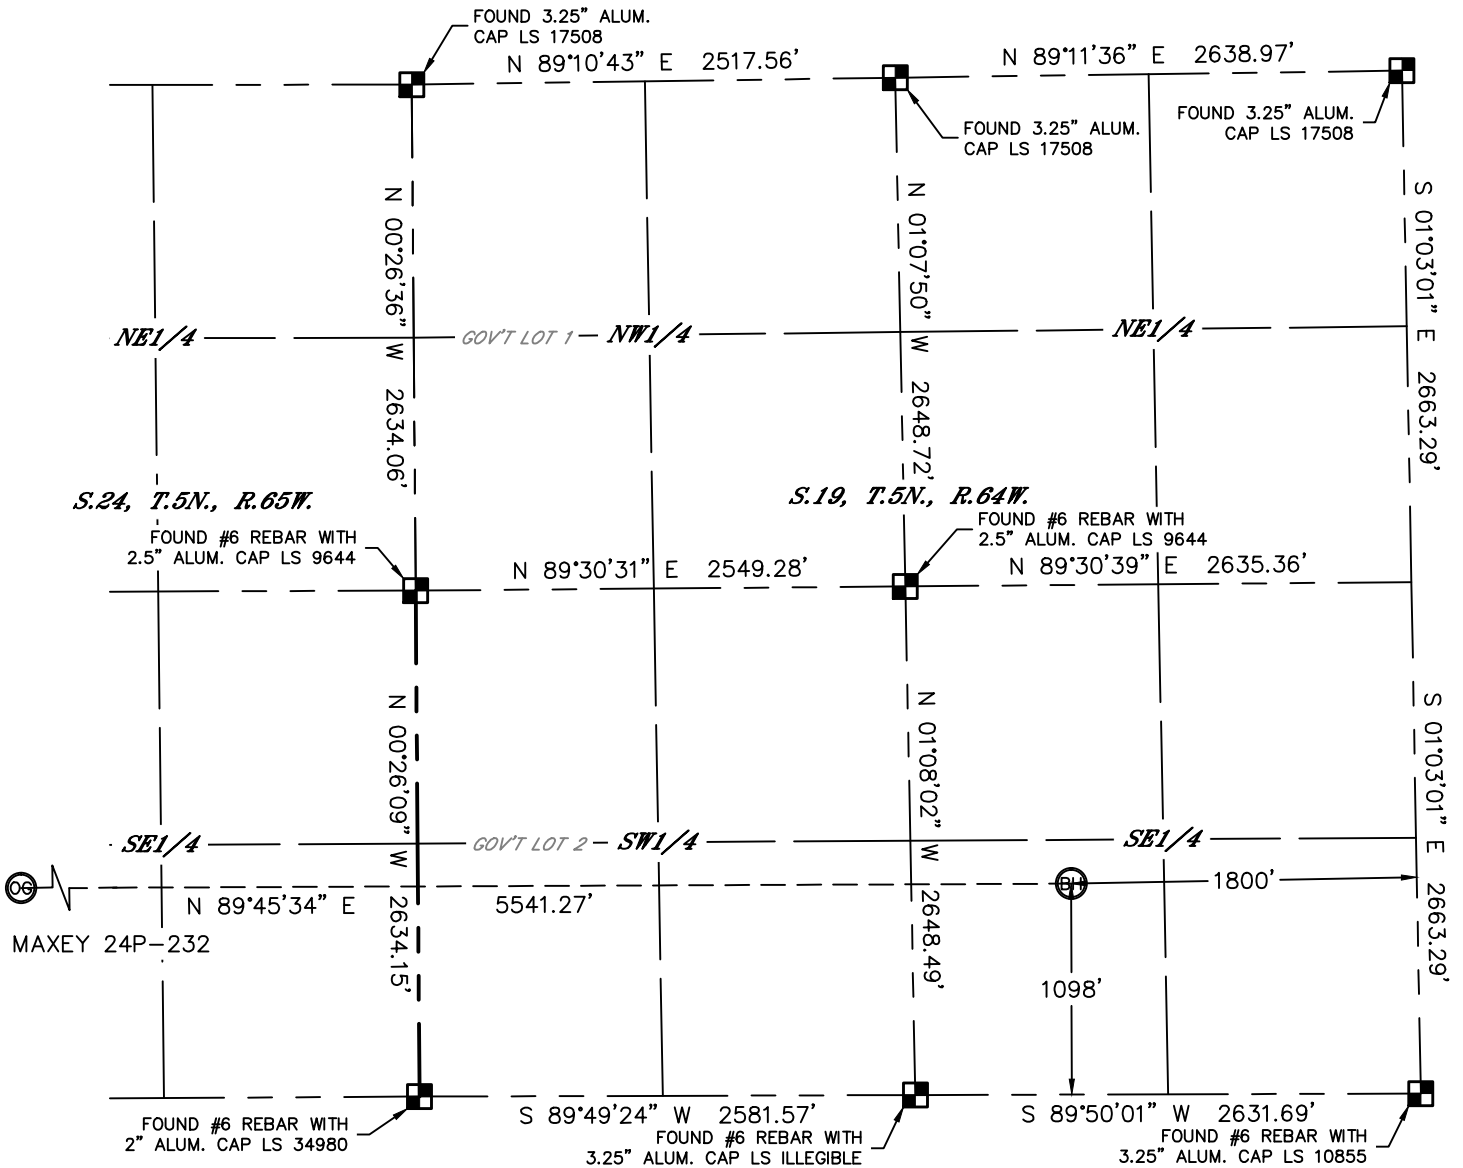 FOUND 3.25" ALUM.
CAP LS 17508
N 89°10'43" E 2517.56'
N 89°11'36" E 2638.97'
FOUND 3.25" ALUM.
CAP LS 17508
FOUND 3.25" ALUM.
CAP LS 17508
N 00°26'36" W 2634.06'
N 01°07'50" W 2648.72'
S 01°03'01" E 2663.29'
NE1/4
GOV'T LOT 1
NW1/4
NE1/4
S.24, T.5N., R.65W.
S.19, T.5N., R.64W.
FOUND #6 REBAR WITH
2.5" ALUM. CAP LS 9644
FOUND #6 REBAR WITH
2.5" ALUM. CAP LS 9644
N 89°30'31" E 2549.28'
N 89°30'39" E 2635.36'
N 00°26'09" W 2634.15'
N 01°08'02" W 2648.49'
S 01°03'01" E 2663.29'
SE1/4
GOV'T LOT 2
SW1/4
SE1/4
OG
BH
1800'
N 89°45'34" E 5541.27'
MAXEY 24P-232
1098'
S 89°49'24" W 2581.57'
S 89°50'01" W 2631.69'
FOUND #6 REBAR WITH
2" ALUM. CAP LS 34980
FOUND #6 REBAR WITH
3.25" ALUM. CAP LS ILLEGIBLE
FOUND #6 REBAR WITH
3.25" ALUM. CAP LS 10855